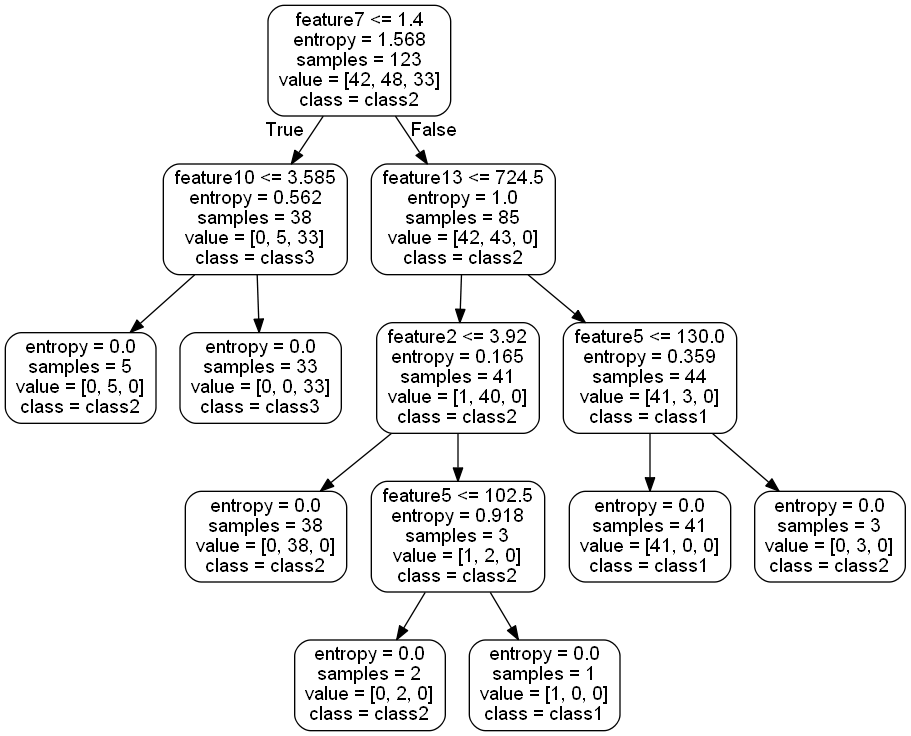 feature7 <= 1.4
entropy = 1.568
samples = 123
value = [42, 48, 33]
class = class2
True
False
feature10 <= 3.585
entropy = 0.562
samples = 38
value = [0, 5, 33]
class = class3
feature13 <= 724.5
entropy = 1.0
samples = 85
value = [42, 43, 0]
class = class2
entropy = 0.0
samples = 5
value = [0, 5, 0]
class = class2
entropy = 0.0
samples = 33
value = [0, 0, 33]
class = class3
feature2 <= 3.92
entropy = 0.165
samples = 41
value = [1, 40, 0]
class = class2
feature5 <= 130.0
entropy = 0.359
samples = 44
value = [41, 3, 0]
class = class1
entropy = 0.0
samples = 38
value = [0, 38, 0]
class = class2
feature5 <= 102.5
entropy = 0.918
samples = 3
value = [1, 2, 0]
class = class2
entropy = 0.0
samples = 41
value = [41, 0, 0]
class = class1
entropy = 0.0
samples = 3
value = [0, 3, 0]
class = class2
entropy = 0.0
samples = 2
value = [0, 2, 0]
class = class2
entropy = 0.0
samples = 1
value = [1, 0, 0]
class = class1